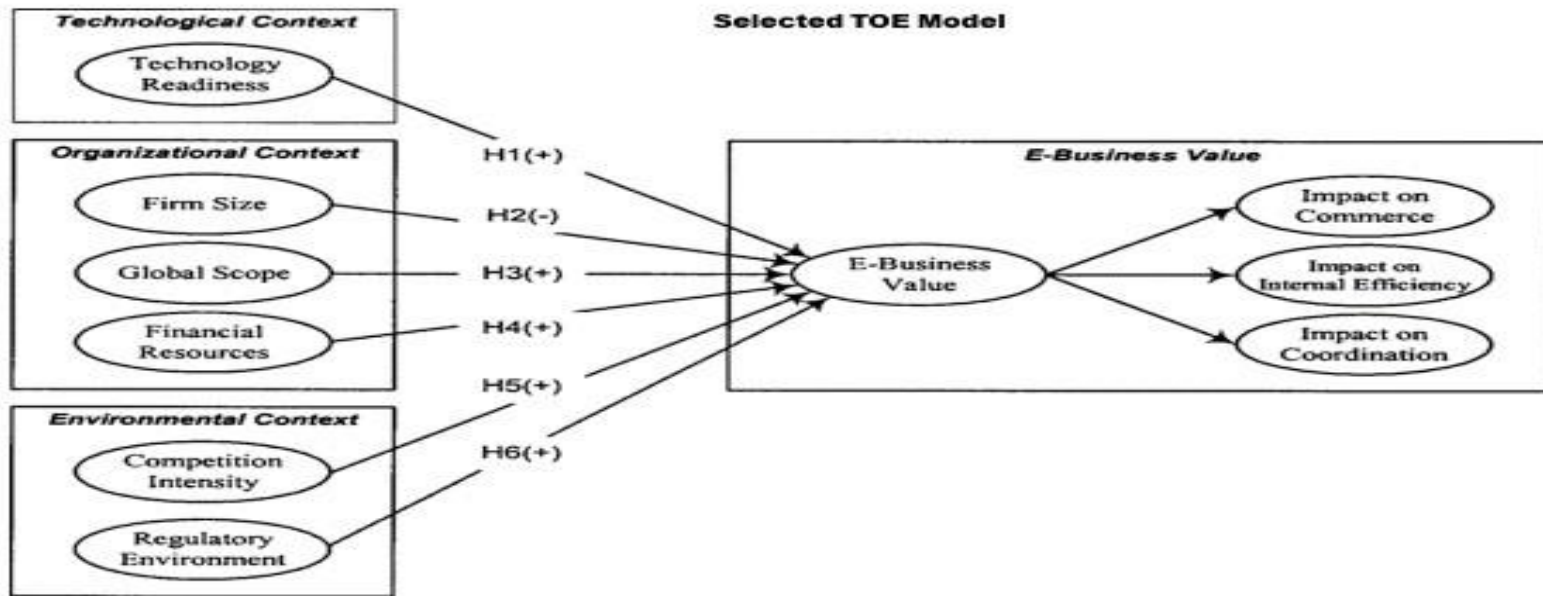 Selected TOE Model
Technological Context
Technology
Readiness
Organizational Context
Firm Size
Global Scope
Financial
Resources
Environmental Context
Competition
Intensity
Regulatory
Environment
H1(+)
H2(-)
H3(+)
H4(+)
H5(+)
H6(+)
E-Business Value
E-Business
Value
Impact on
Commerce
Impact on
Internal Efficiency
Impact on
Coordination